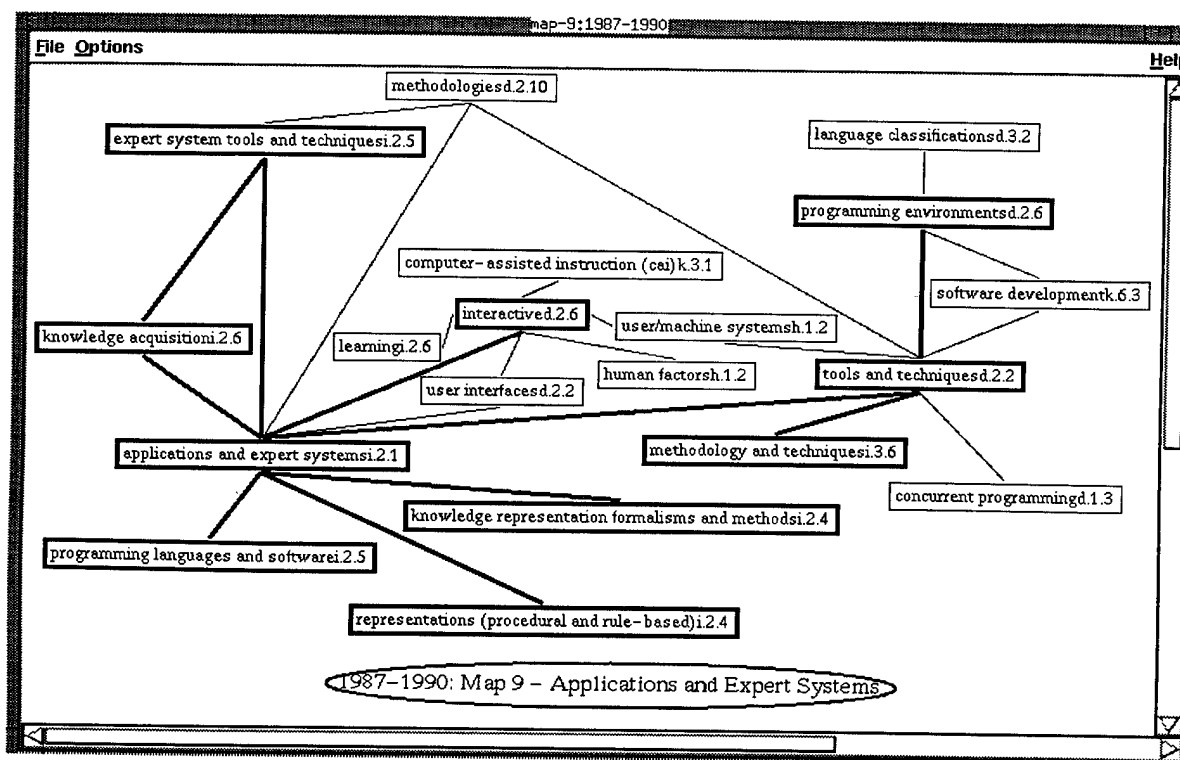 map-9:1987-1990
File Options
Help
methodologiesd.2.10
expert system tools and techniquesi.2.5
language classificationsd.3.2
programming environmentsd.2.6
computer-assisted instruction (cai)k.3.1
software developmentk.6.3
interactived.2.6
user/machine systemsh.1.2
knowledge acquisitioni.2.6
learningi.2.6
human factorsh.1.2
tools and techniquesd.2.2
user interfacesd.2.2
applications and expert systemsi.2.1
methodology and techniquesi.3.6
concurrent programmingd.1.3
knowledge representation formalisms and methodsi.2.4
programming languages and softwarei.2.5
representations (procedural and rule-based)i.2.4
1987-1990: Map 9 - Applications and Expert Systems